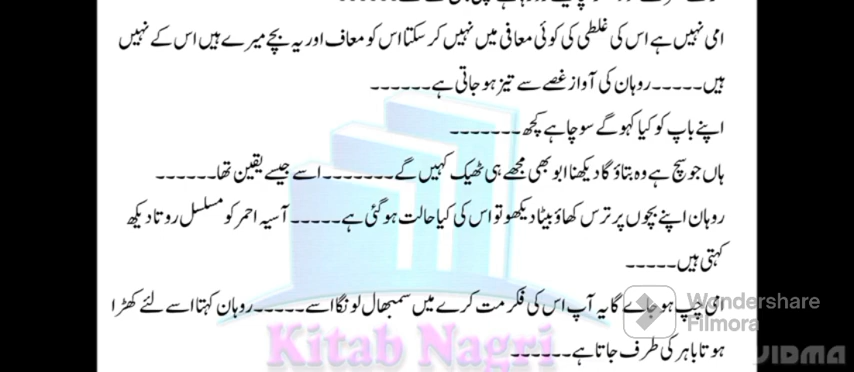 امی نہیں ہے اس کی غلطی کی کوئی معافی میں نہیں کر سکتا اس کو معاف اور یہ بچے میرے ہیں اس کے نہیں
ہیں۔۔۔۔۔ روہان کی آواز غصے سے تیز ہو جاتی ہے۔۔۔۔۔۔
اپنے باپ کو کیا کہو گے سوچا ہے کچھ۔۔۔۔۔۔۔
ہاں جو سچ ہے وہ بتاؤ گا دیکھنا ابو بھی مجھے ہی ٹھیک کہیں گے۔۔۔۔۔۔۔ اسے جیسے یقین تھا۔۔۔۔۔۔
روہان اپنے بچوں پر ترس کھاؤ بیٹا دیکھو تو اس کی کیا حالت ہو گئی ہے۔۔۔۔۔ آسیہ احمر کو مسلسل روتا دیکھ
کہتی ہیں۔۔۔۔۔
امی چپ ہو جاے گا یہ آپ اس کی فکر مت کرے میں سمبھال لونگا اسے۔۔۔۔۔ روہان کہتا اسے لئے کھڑا
ہوتا باہر کی طرف جاتا ہے۔۔۔۔۔۔
Wondershare
Filmora
Kitab Nagri
VIDMA